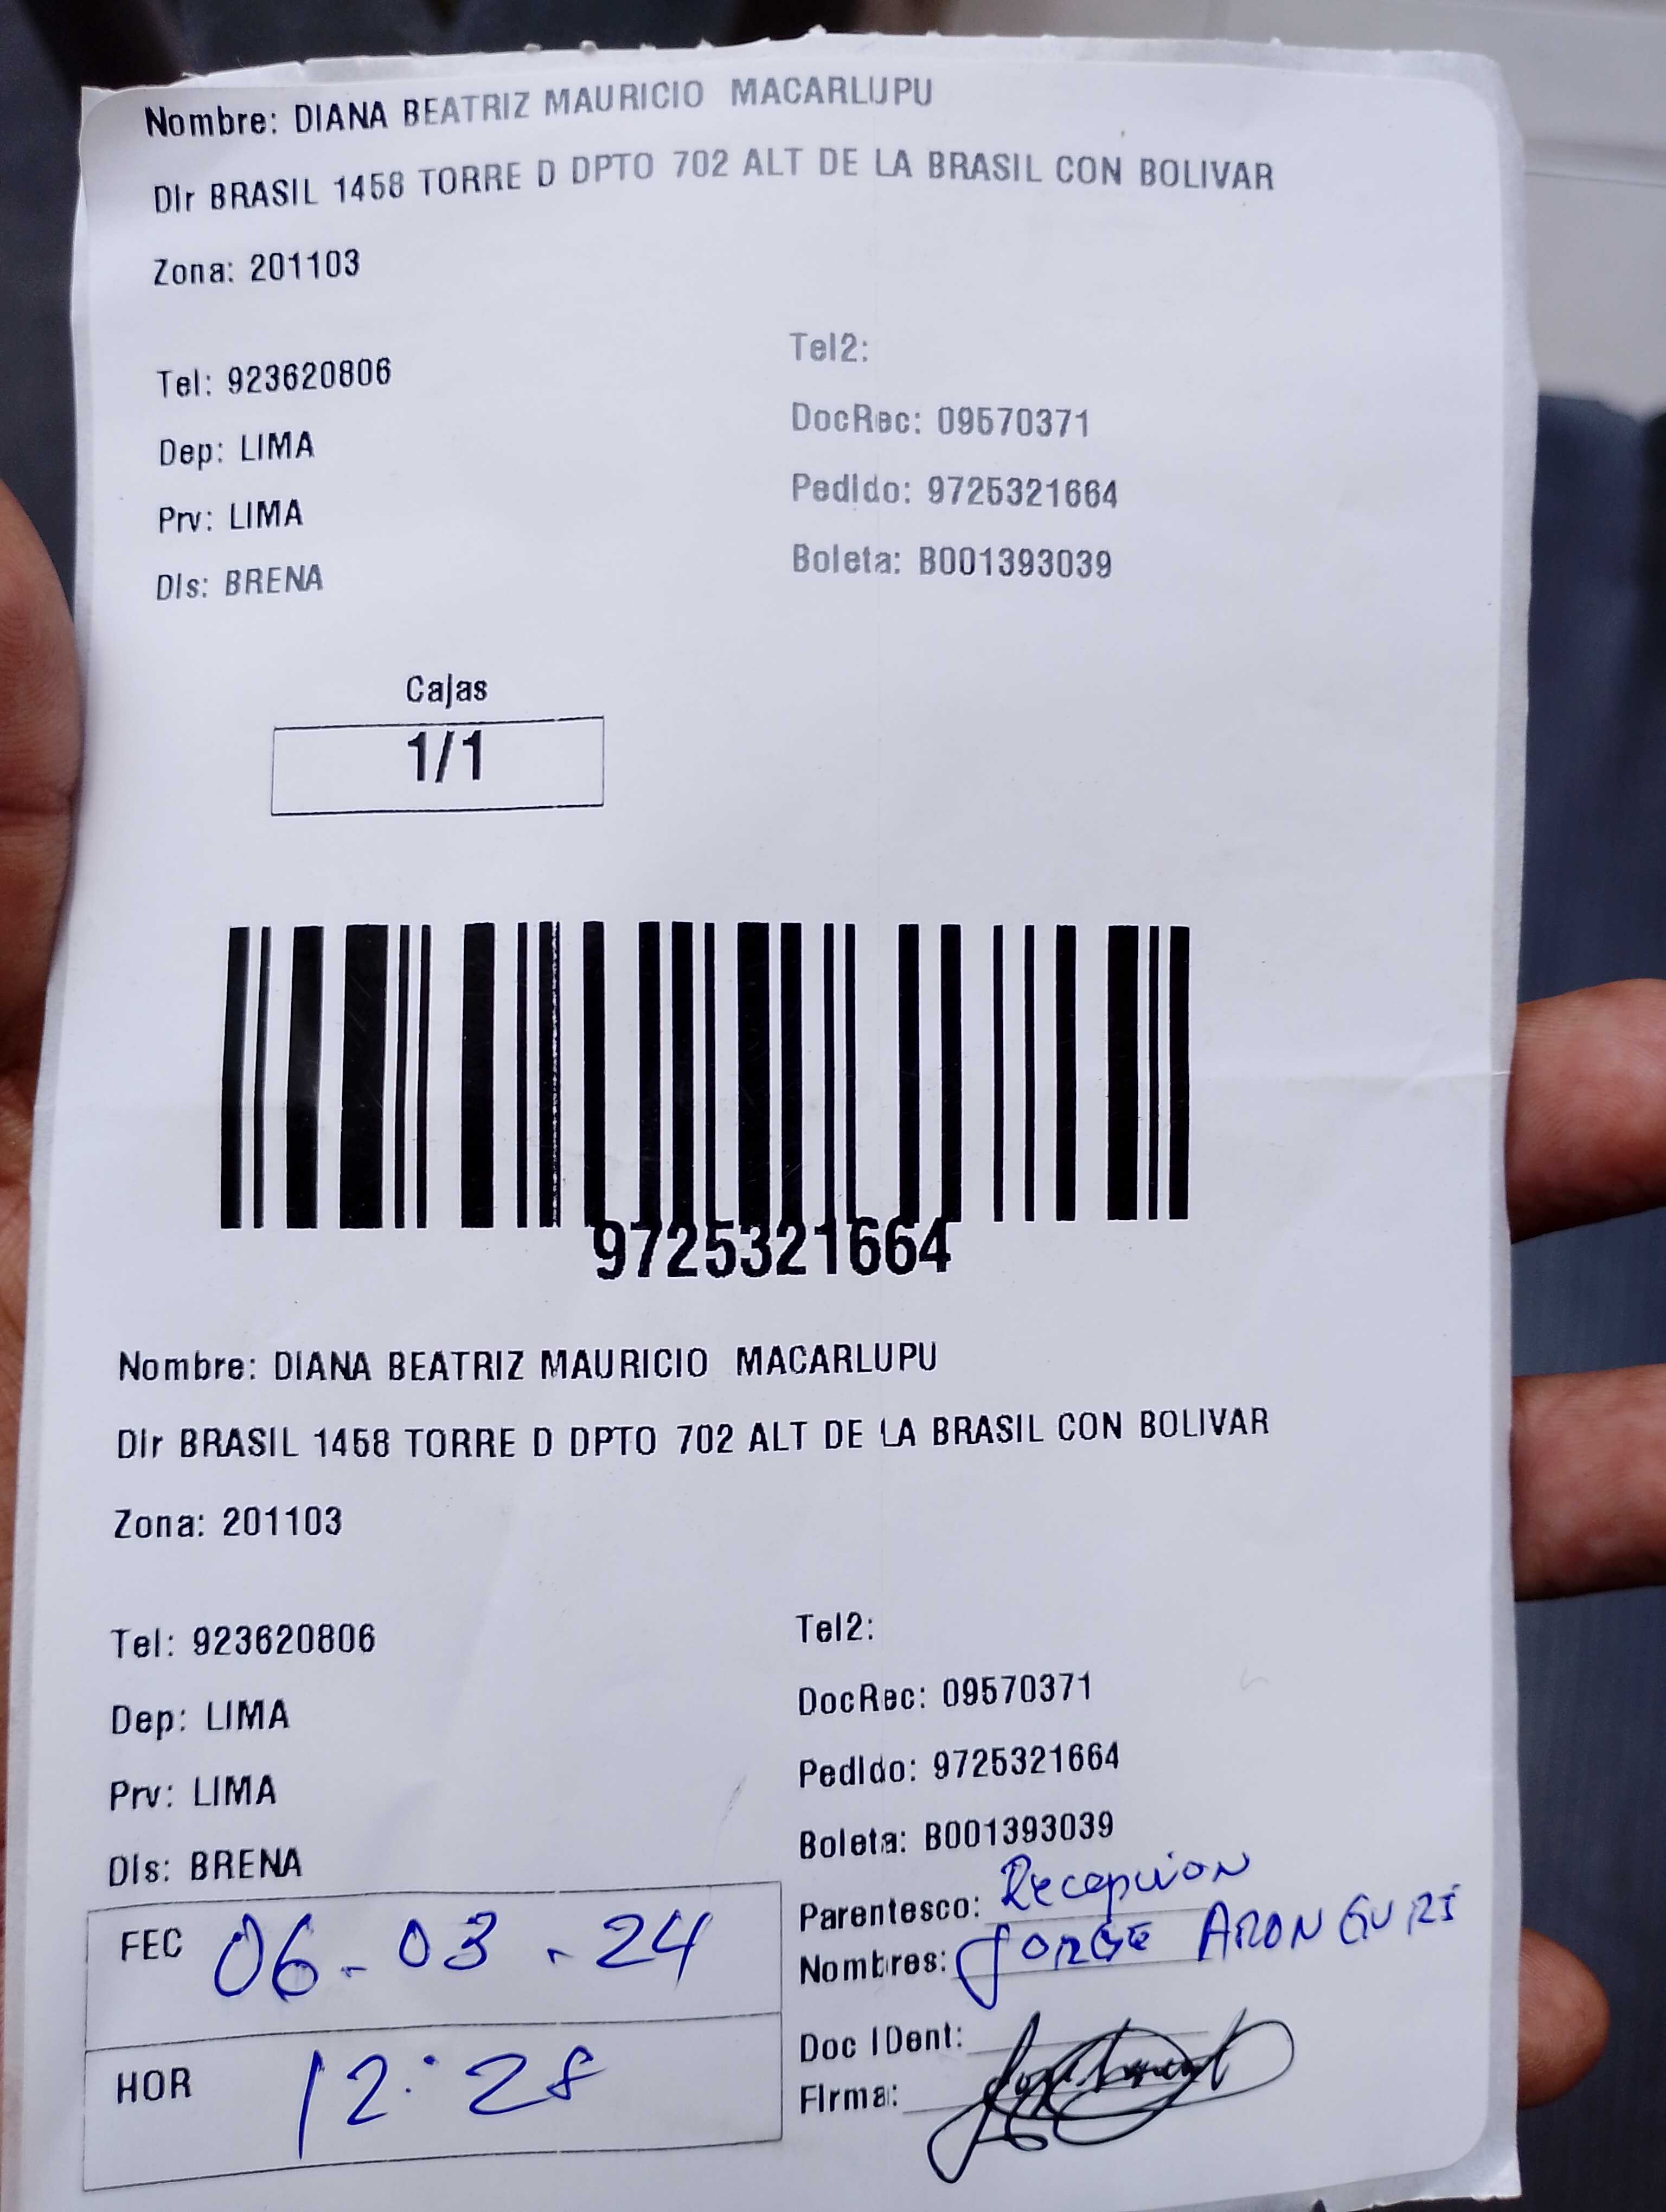 Nombre: DIANA BEATRIZ MAURICIO MACARLUPU
Dir BRASIL 1458 TORRE D DPTO 702 ALT DE LA BRASIL CON BOLIVAR
Zona: 201103
Tel: 923620806
Tel2:
Dep: LIMA
DocRec: 09570371
Prv: LIMA
Pedido: 9725321664
Dis: BRENA
Boleta: B001393039
Cajas
1/1
9725321664
Nombre: DIANA BEATRIZ MAURICIO MACARLUPU
Dir BRASIL 1458 TORRE D DPTO 702 ALT DE LA BRASIL CON BOLIVAR
Zona: 201103
Tel: 923620806
Tel2:
Dep: LIMA
DocRec: 09570371
Prv: LIMA
Pedido: 9725321664
Dis: BRENA
Boleta: B001393039
FEC 06-03-24
Parentesco: Recepcion
Nombres: JORGE ARONGURI
HOR 12:28
Doc IDent:
Firma: